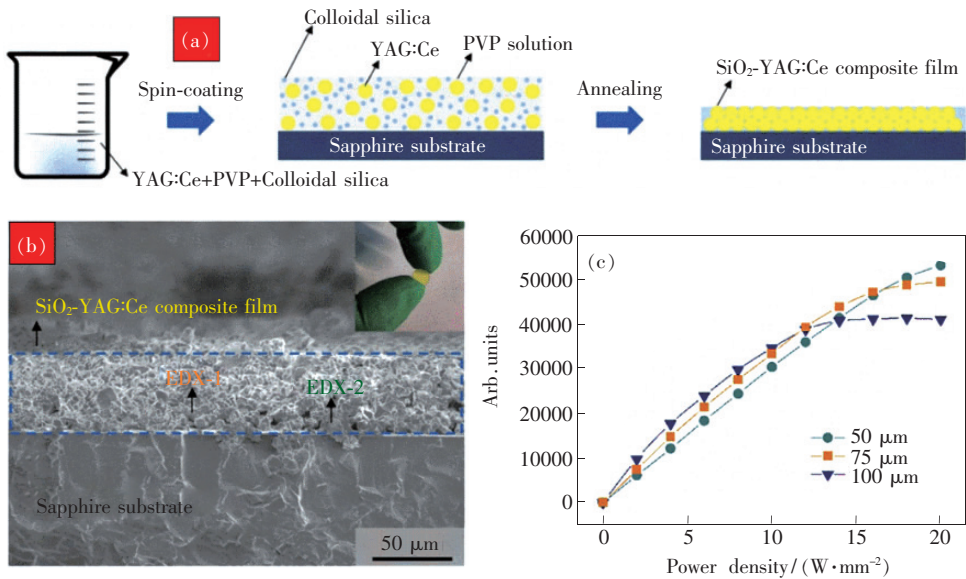 (a)
Colloidal silica
YAG:Ce
PVP solution
Spin-coating
Sapphire substrate
YAG:Ce+PVP+Colloidal silica
Annealing
SiO₂-YAG:Ce composite film
Sapphire substrate
(b)
SiO₂-YAG:Ce composite film
EDX-1
EDX-2
Sapphire substrate
50 μm
(c)
60000
50000
40000
30000
20000
10000
0
Arb.units
50 μm
75 μm
100 μm
0
5
10
15
20
Power density/(W·mm⁻²)